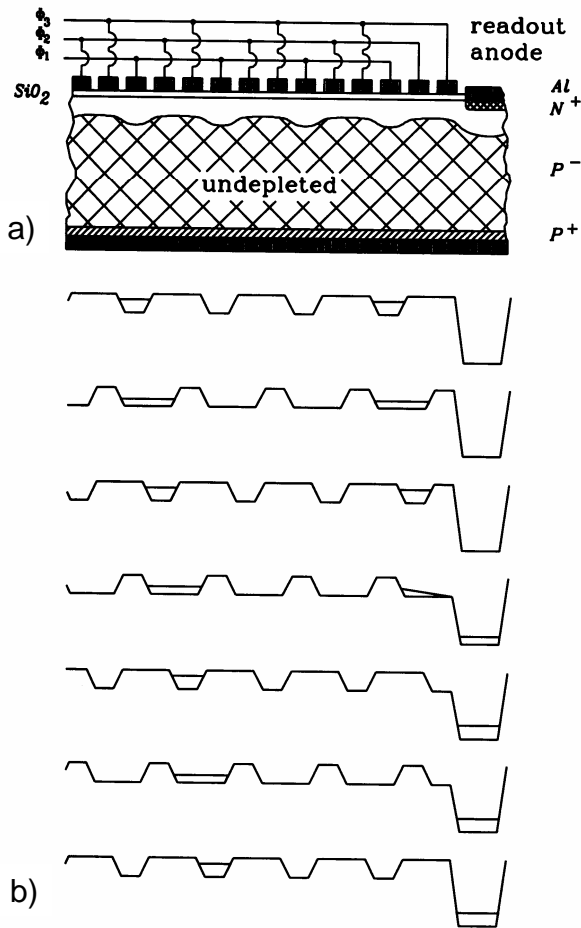 Φ3
Φ2
Φ1
readout
anode
SiO2
Al
N+
P−
undepleted
P+
a)
b)